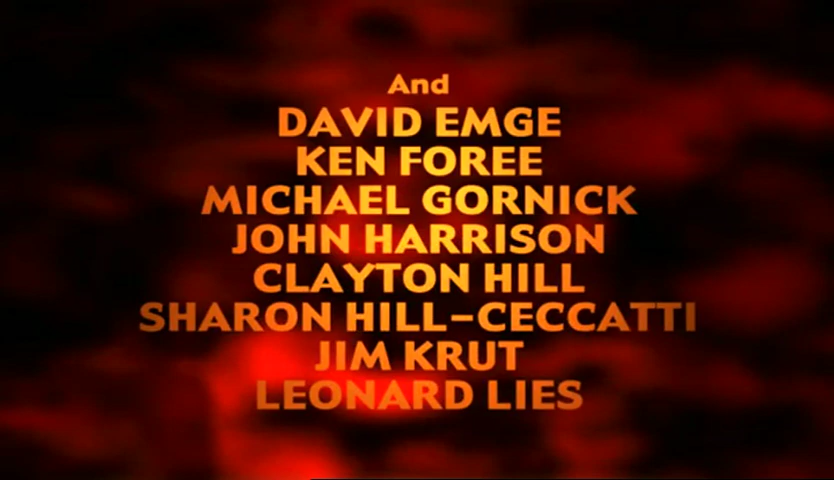 And
DAVID EMGE
KEN FOREE
MICHAEL GORNICK
JOHN HARRISON
CLAYTON HILL
SHARON HILL-CECCATTI
JIM KRUT
LEONARD LIES